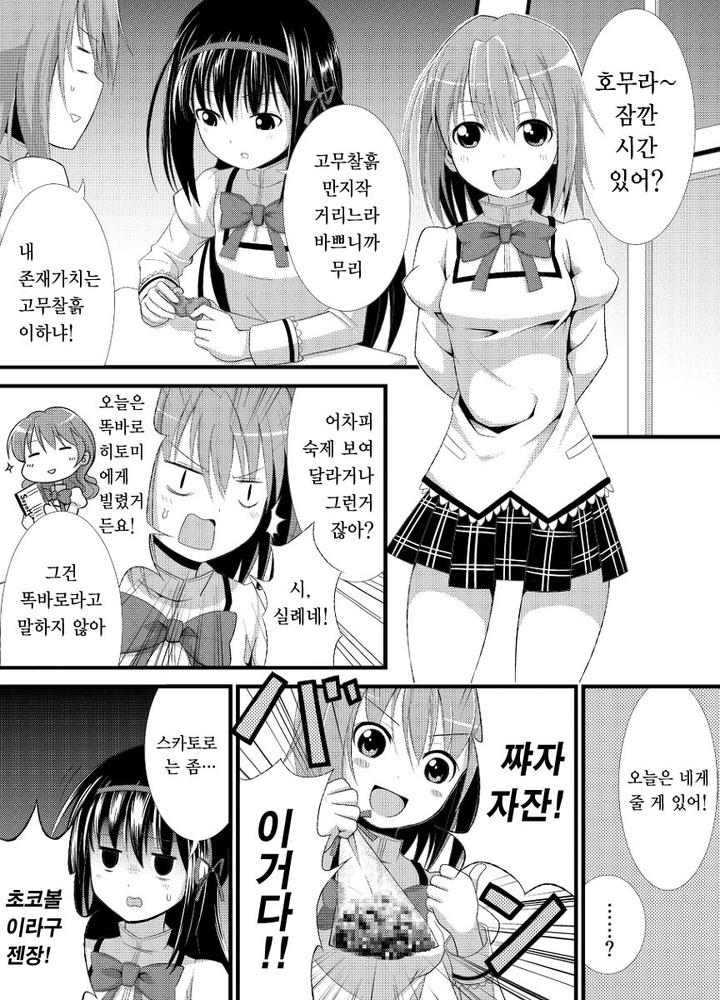 호무라~
잠깐
시간
있어?
고무찰흙
만지작
거리느라
바쁘니까
무리
내
존재가치는
고무찰흙
이하냐!
어차피
숙제 보여
달라거나
그런거
잖아?
시,
실례네!
오늘은
똑바로
히토미
에게
빌렸거
든요!
그건
똑바로라고
말하지 않아
오늘은 네게
줄 게 있어!
……?
쨔자
자잔!
バーン
이거
다!!
스카토로
는 좀…
초코볼
이라구
젠장!